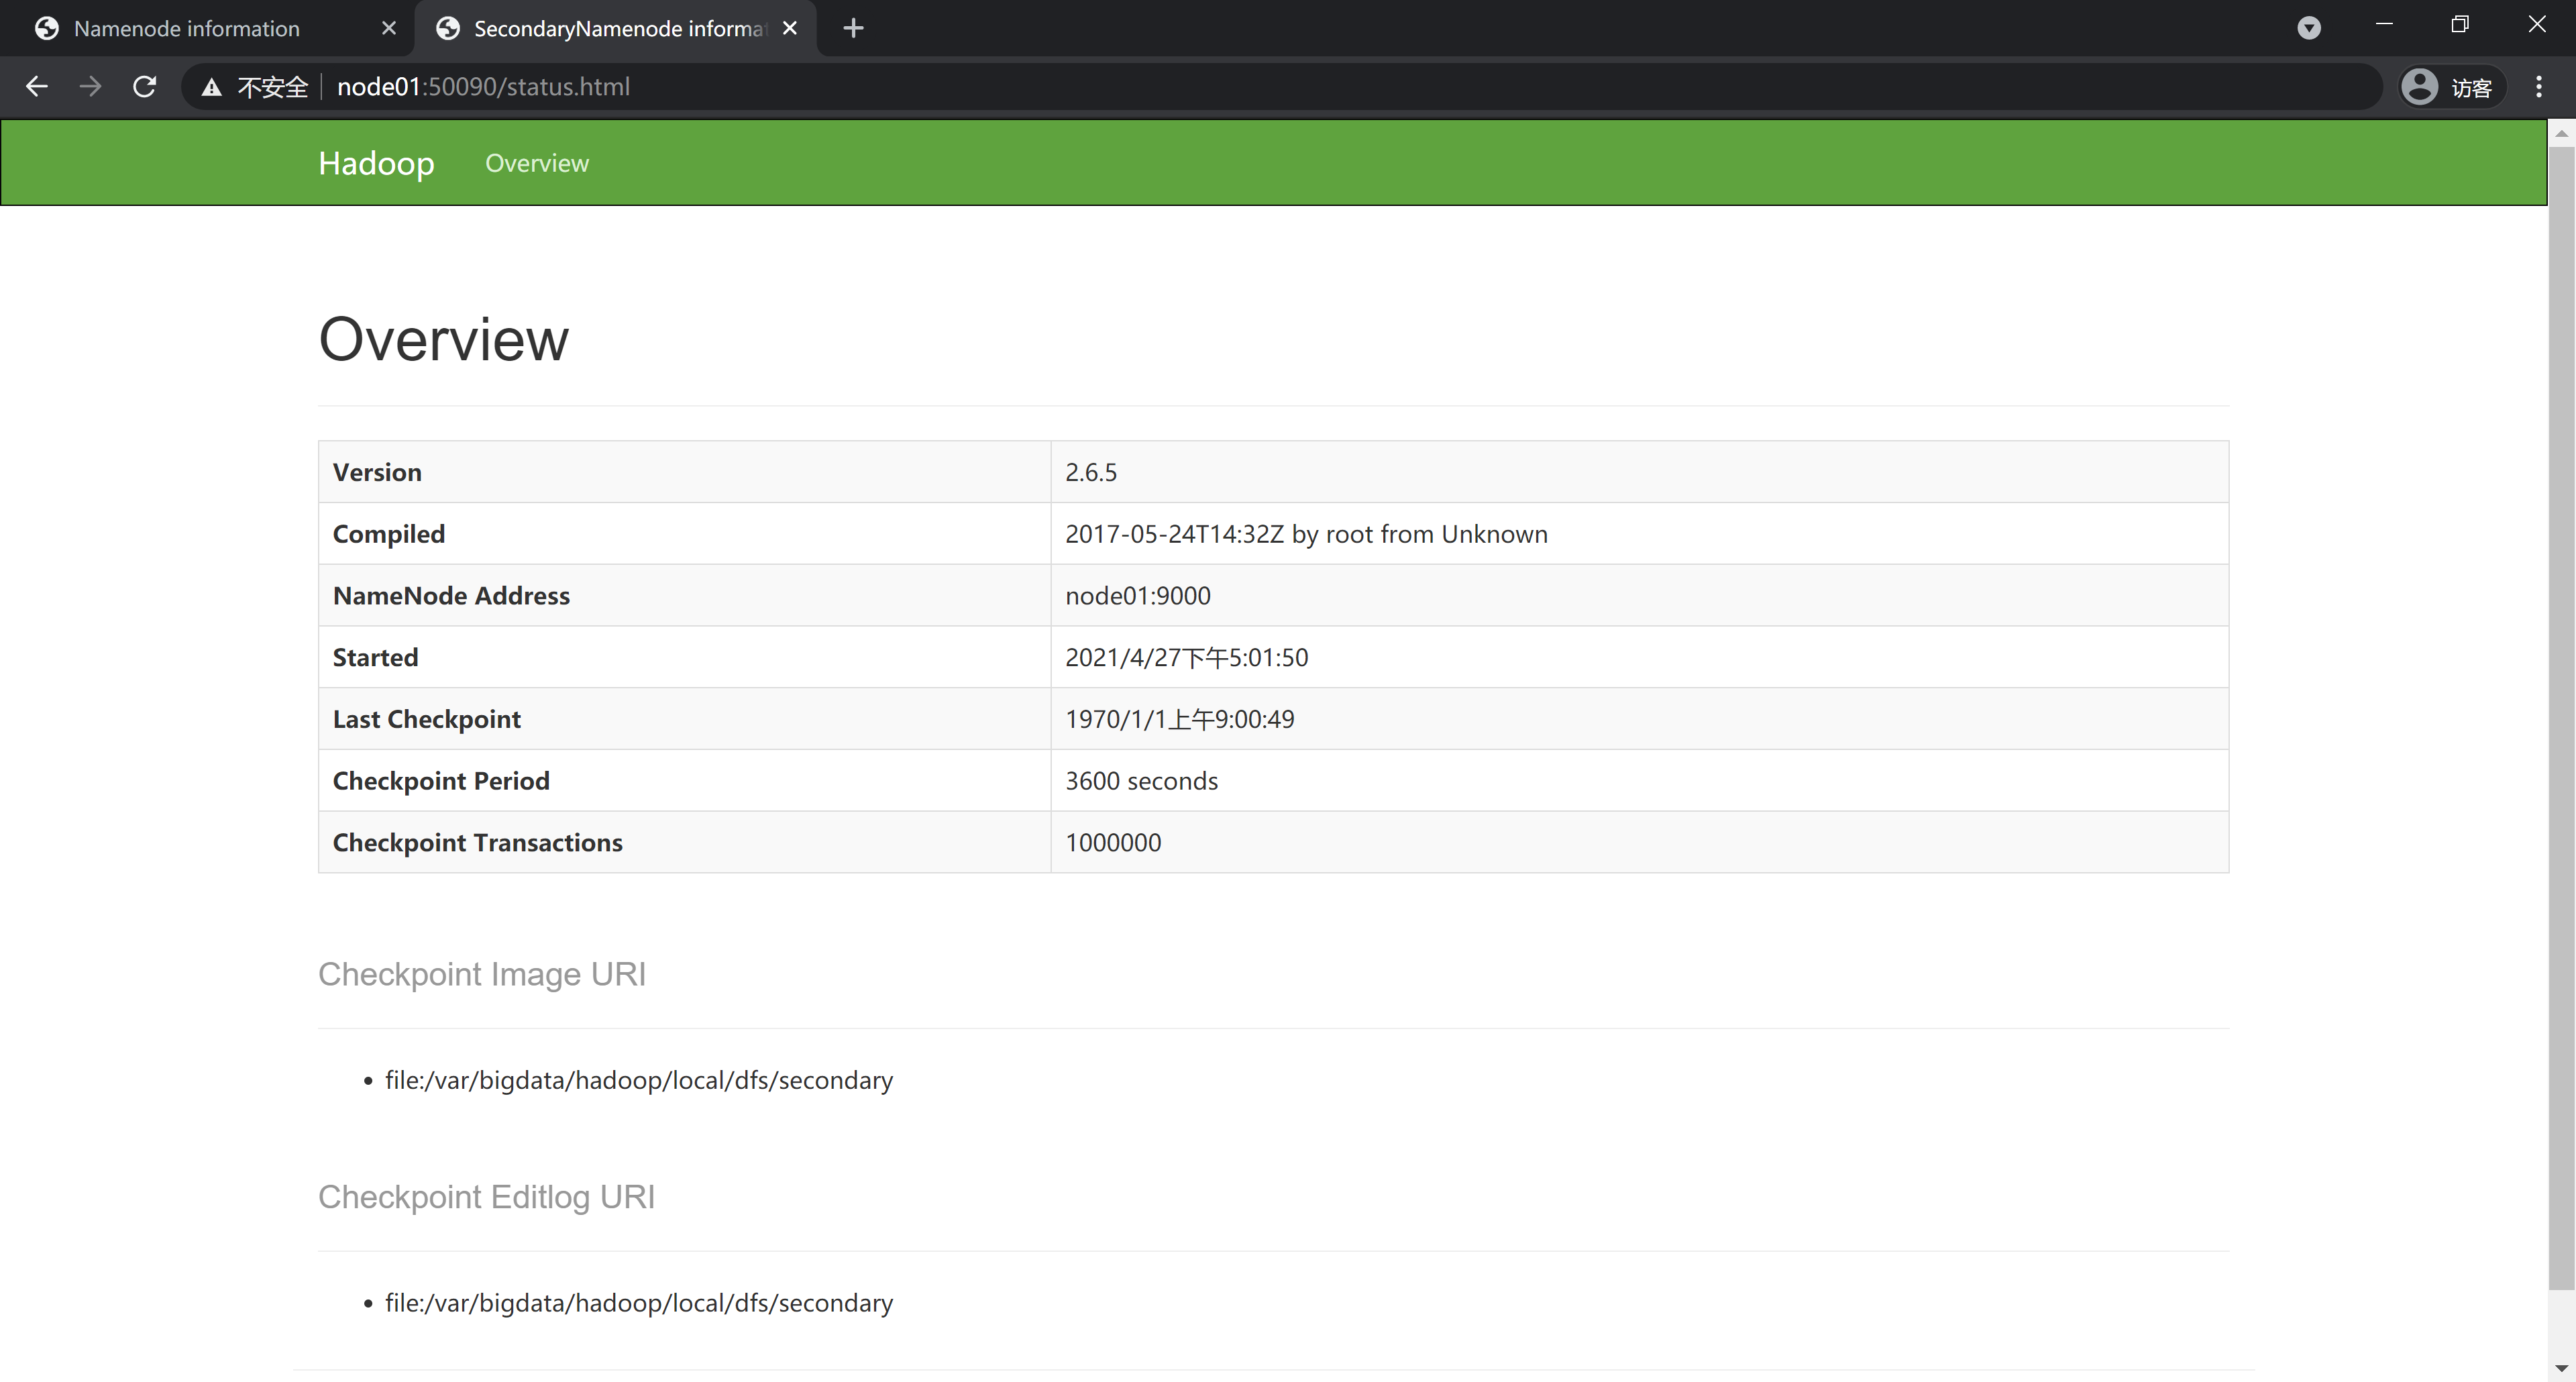 Namenode information
SecondaryNamenode informa
不安全 node01:50090/status.html
访客
Hadoop Overview
Overview
Version 2.6.5
Compiled 2017-05-24T14:32Z by root from Unknown
NameNode Address node01:9000
Started 2021/4/27下午5:01:50
Last Checkpoint 1970/1/1上午9:00:49
Checkpoint Period 3600 seconds
Checkpoint Transactions 1000000
Checkpoint Image URI
file:/var/bigdata/hadoop/local/dfs/secondary
Checkpoint Editlog URI
file:/var/bigdata/hadoop/local/dfs/secondary